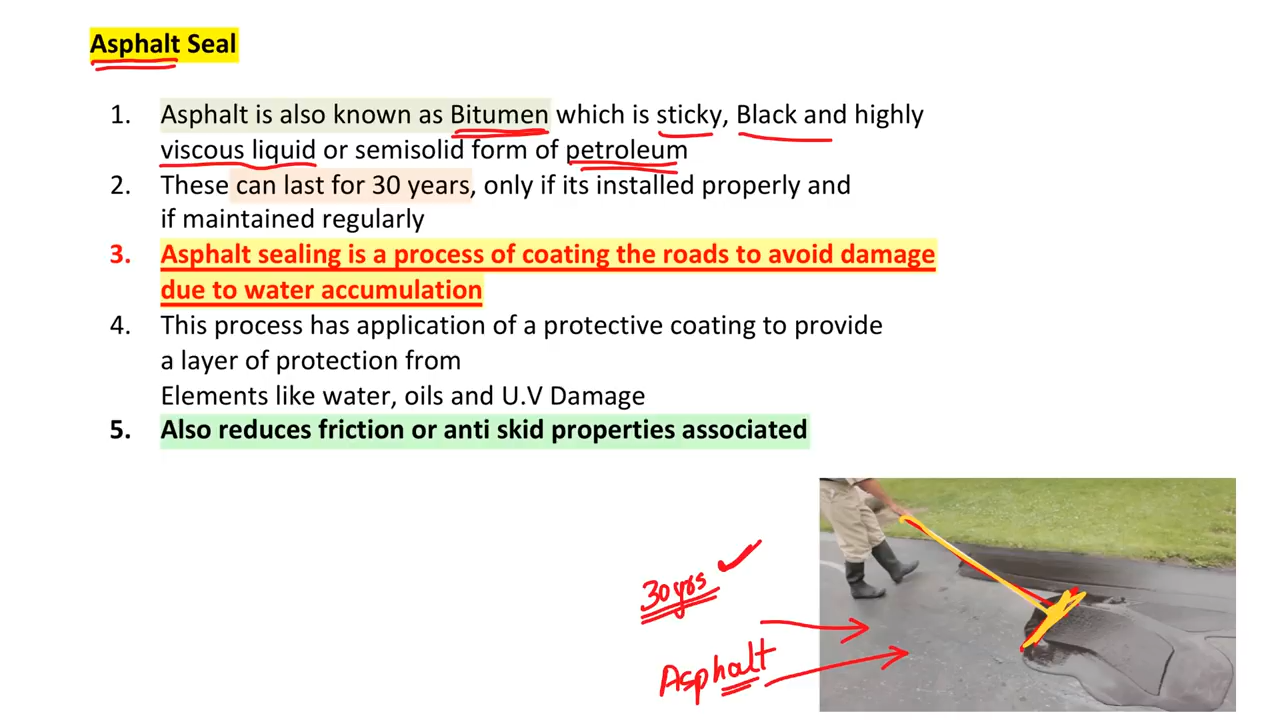 Asphalt Seal
1. Asphalt is also known as Bitumen which is sticky, Black and highly
viscous liquid or semisolid form of petroleum
2. These can last for 30 years, only if its installed properly and
if maintained regularly
3. Asphalt sealing is a process of coating the roads to avoid damage
due to water accumulation
4. This process has application of a protective coating to provide
a layer of protection from
Elements like water, oils and U.V Damage
5. Also reduces friction or anti skid properties associated
30yrs
Asphalt